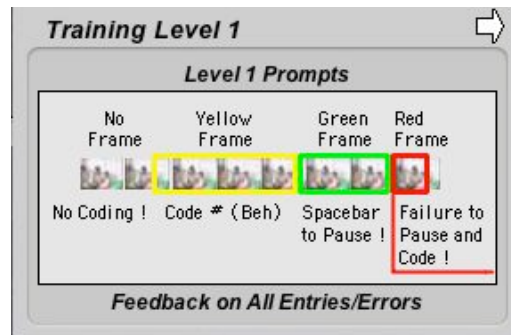 Training Level 1
Level 1 Prompts
No Yellow Green Red
Frame Frame Frame Frame
No Coding ! Code # (Beh) Spacebar Failure to
to Pause ! Pause and
Code !
Feedback on All Entries/Errors